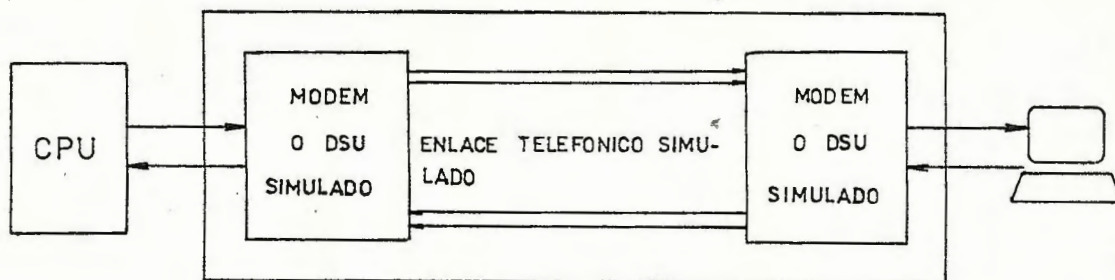 CPU
MODEM
O DSU
SIMULADO
ENLACE TELEFONICO SIMU-
LADO
MODEM
O DSU
SIMULADO